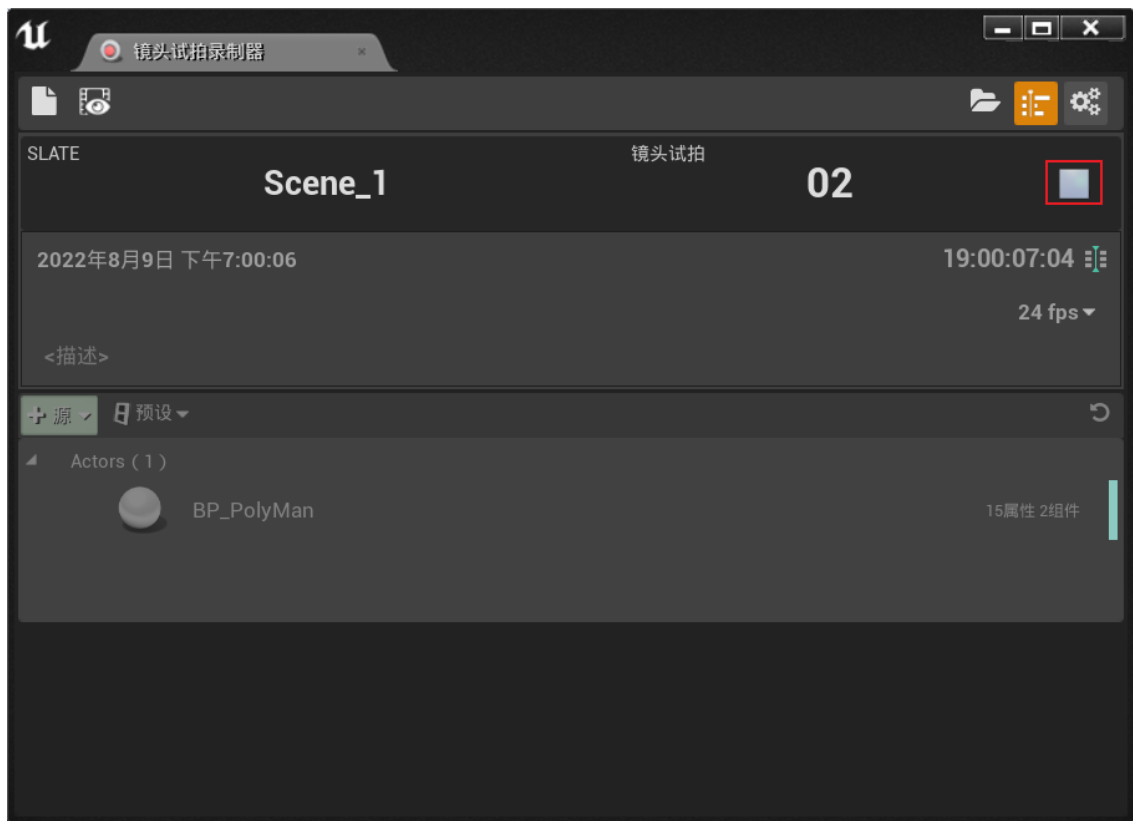 镜头试拍录制器
SLATE
镜头试拍
Scene_1
02
2022年8月9日 下午7:00:06
19:00:07:04
24 fps
<描述>
源
预设
Actors ( 1 )
BP_PolyMan
15属性 2组件